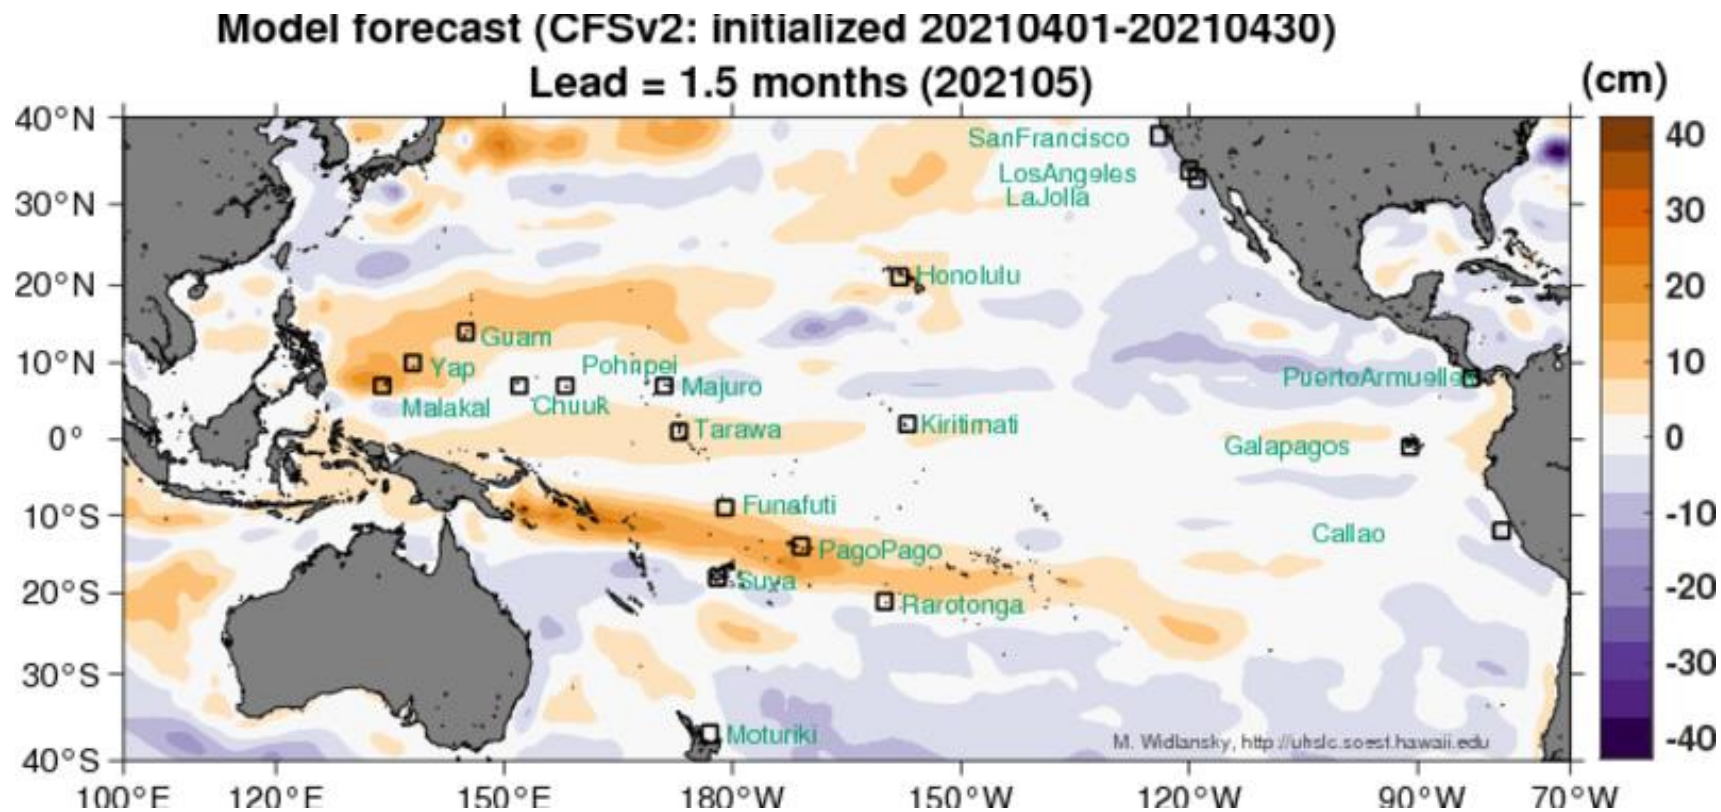 Model forecast (CFSv2: initialized 20210401-20210430)
Lead = 1.5 months (202105)
(cm)
40°N
30°N
20°N
10°N
0°
10°S
20°S
30°S
40°S
SanFrancisco
LosAngeles
LaJolla
Honolulu
Guam
Yap
Pohnpei
Malakal
Chuuk
Majuro
PuertoArmuelles
Tarawa
Kiritimati
Galapagos
Funafuti
Callao
PagoPago
Suva
Rarotonga
Moturiki
M. Widlansky, http://uhslc.soest.hawaii.edu
100°E 120°E 150°E 180°W 150°W 120°W 90°W 70°W
40
30
20
10
0
-10
-20
-30
-40